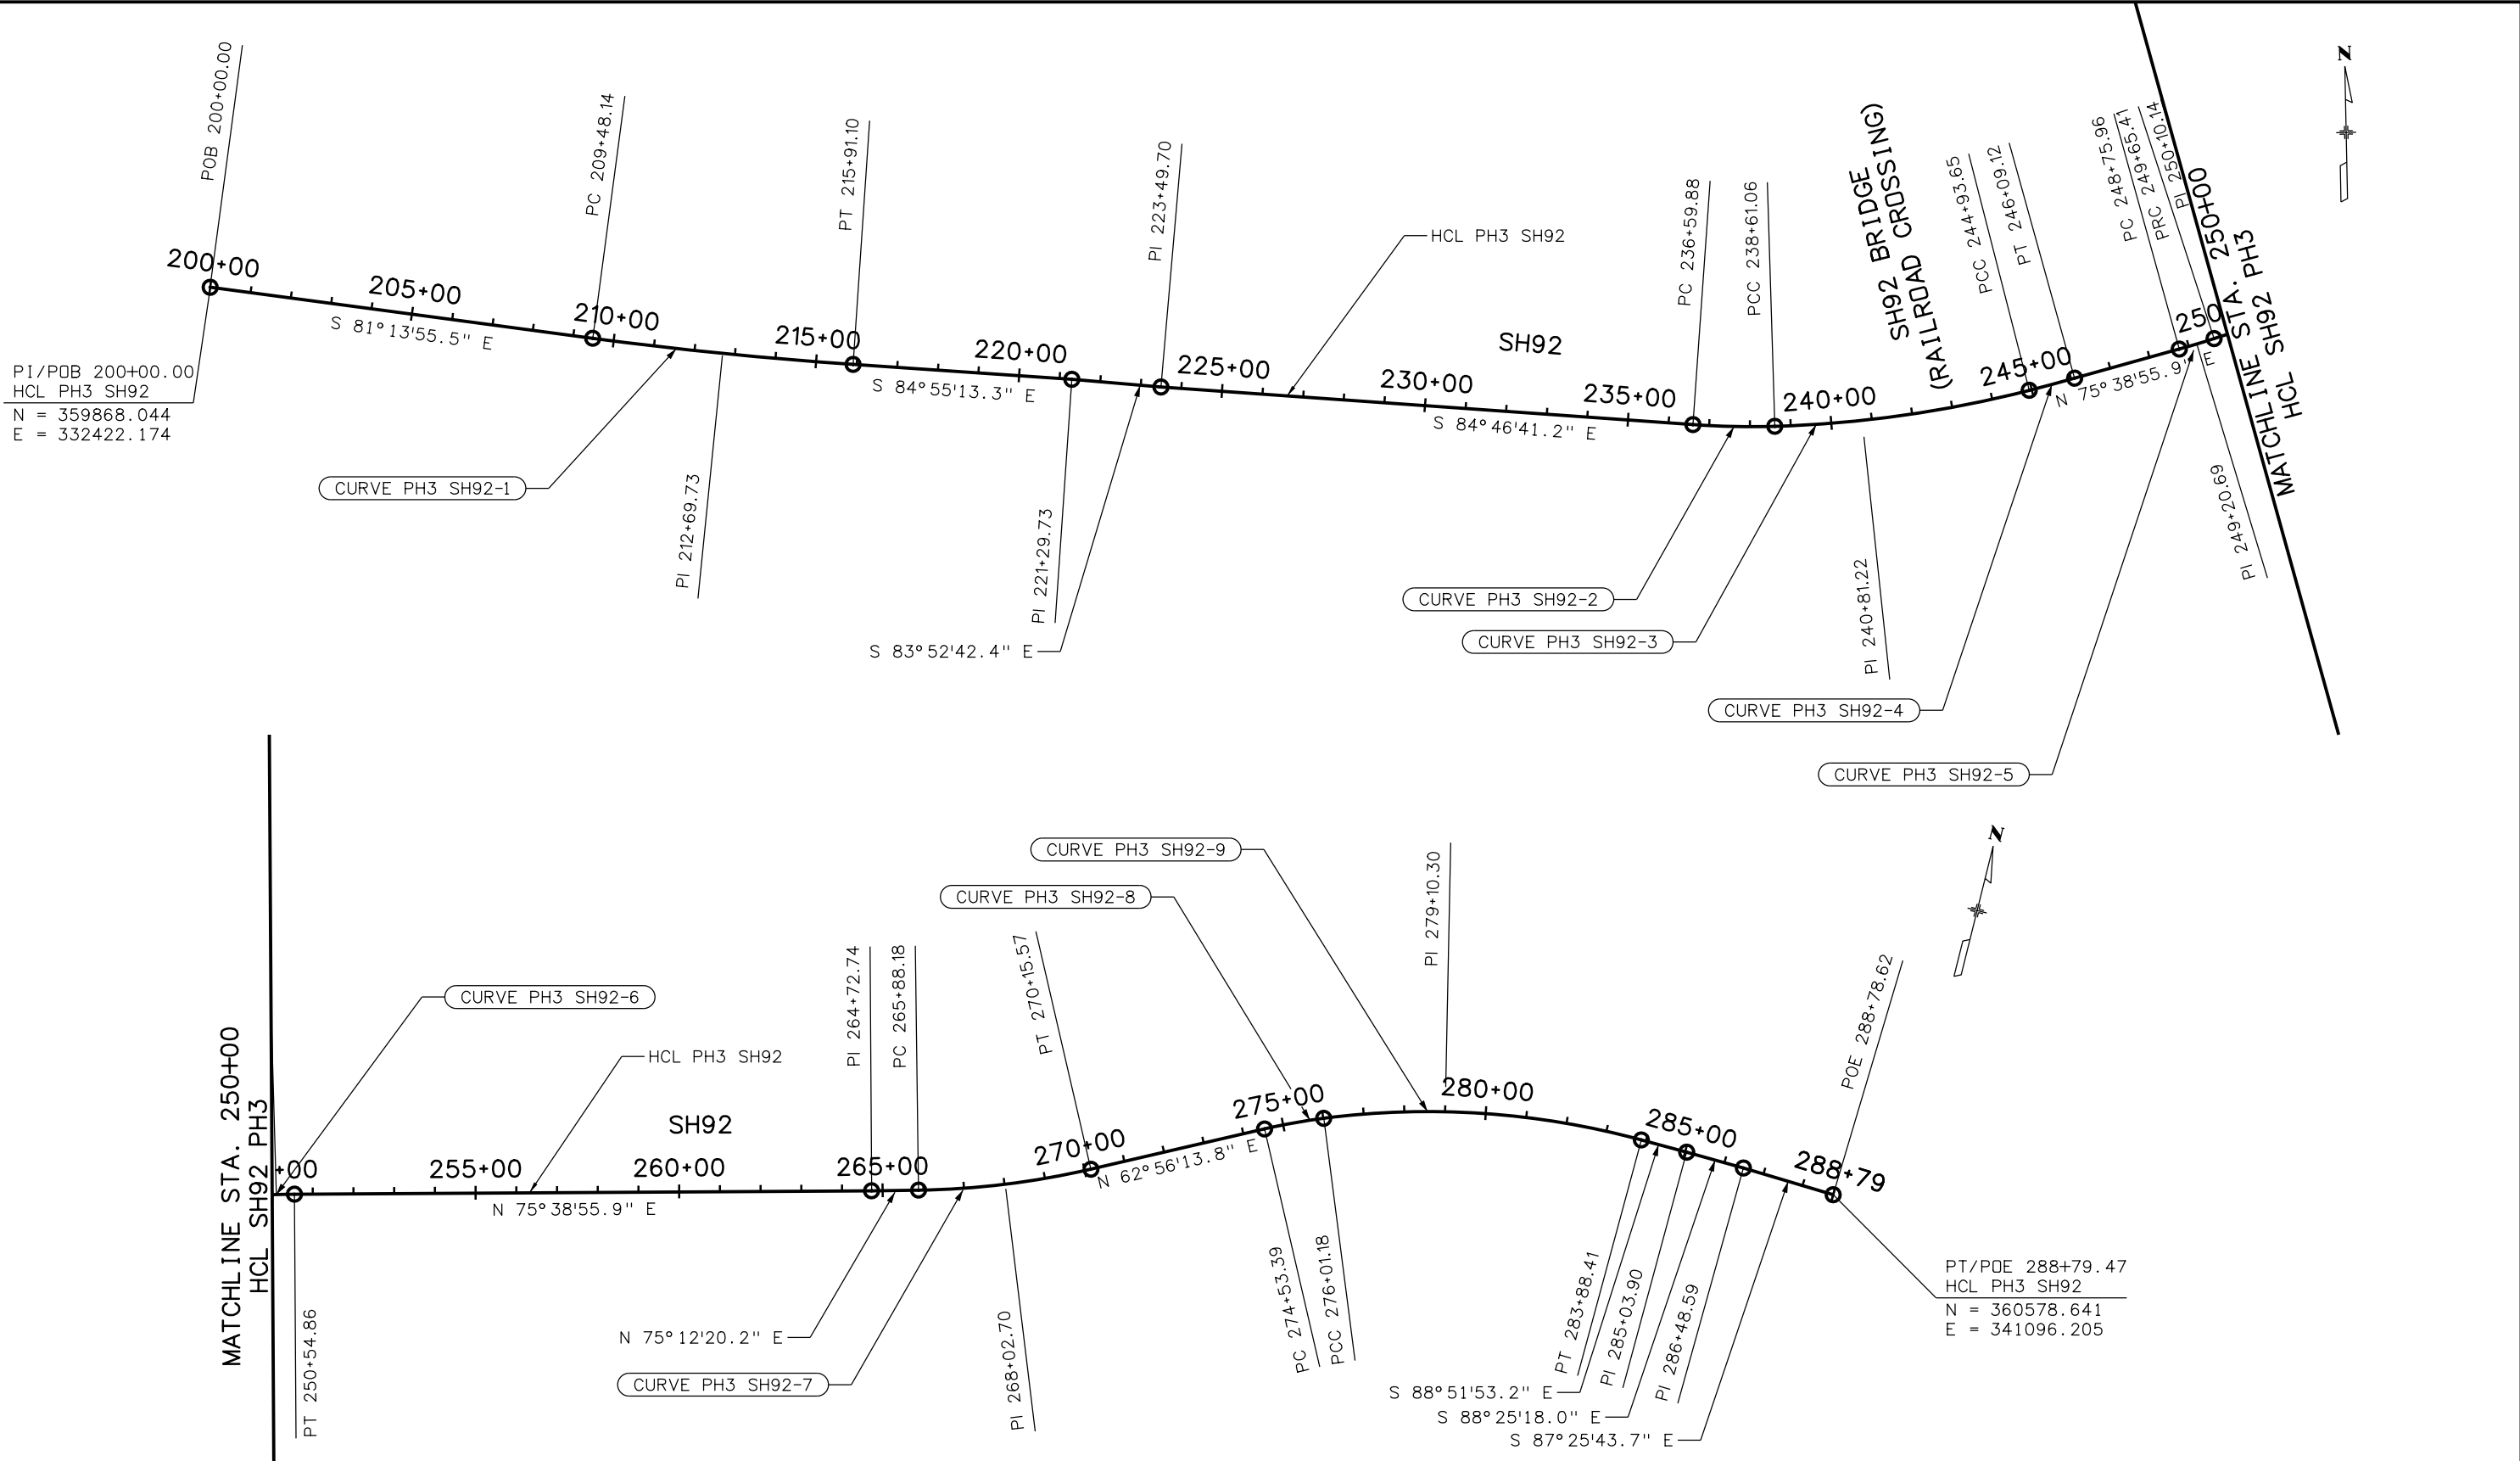 POB 200+00.00
PC 209+48.14
PT 215+91.10
PI 223+49.70
PC 236+59.88
PCC 238+61.06
SH92 BRIDGE
(RAILROAD CROSSING)
PCC 244+93.65
PT 246+09.12
PC 248+75.96
PRC 249+65.41
PI 250+10.14
N
200+00
205+00
210+00
215+00
220+00
225+00
230+00
235+00
240+00
245+00
250
HCL PH3 SH92
SH92
S 81°13'55.5" E
S 84°55'13.3" E
S 84°46'41.2" E
N 75°38'55.9" E
MATCHLINE STA. 250+00
HCL SH92 PH3
PI/POB 200+00.00
HCL PH3 SH92
N = 359868.044
E = 332422.174
CURVE PH3 SH92-1
PI 212+69.73
PI 221+29.73
S 83°52'42.4" E
CURVE PH3 SH92-2
CURVE PH3 SH92-3
PI 240+81.22
CURVE PH3 SH92-4
PI 249+20.69
CURVE PH3 SH92-5
N
CURVE PH3 SH92-9
CURVE PH3 SH92-8
PI 279+10.30
CURVE PH3 SH92-6
HCL PH3 SH92
SH92
PI 264+72.74
PC 265+88.18
PT 270+15.57
POE 288+78.62
MATCHLINE STA. 250+00
HCL SH92 PH3
+00
255+00
260+00
265+00
270+00
275+00
280+00
285+00
288+79
N 75°38'55.9" E
N 62°56'13.8" E
PT 250+54.86
N 75°12'20.2" E
CURVE PH3 SH92-7
PI 268+02.70
PC 274+53.39
PCC 276+01.18
PT 283+88.41
PI 285+03.90
PI 286+48.59
S 88°51'53.2" E
S 88°25'18.0" E
S 87°25'43.7" E
PT/POE 288+79.47
HCL PH3 SH92
N = 360578.641
E = 341096.205